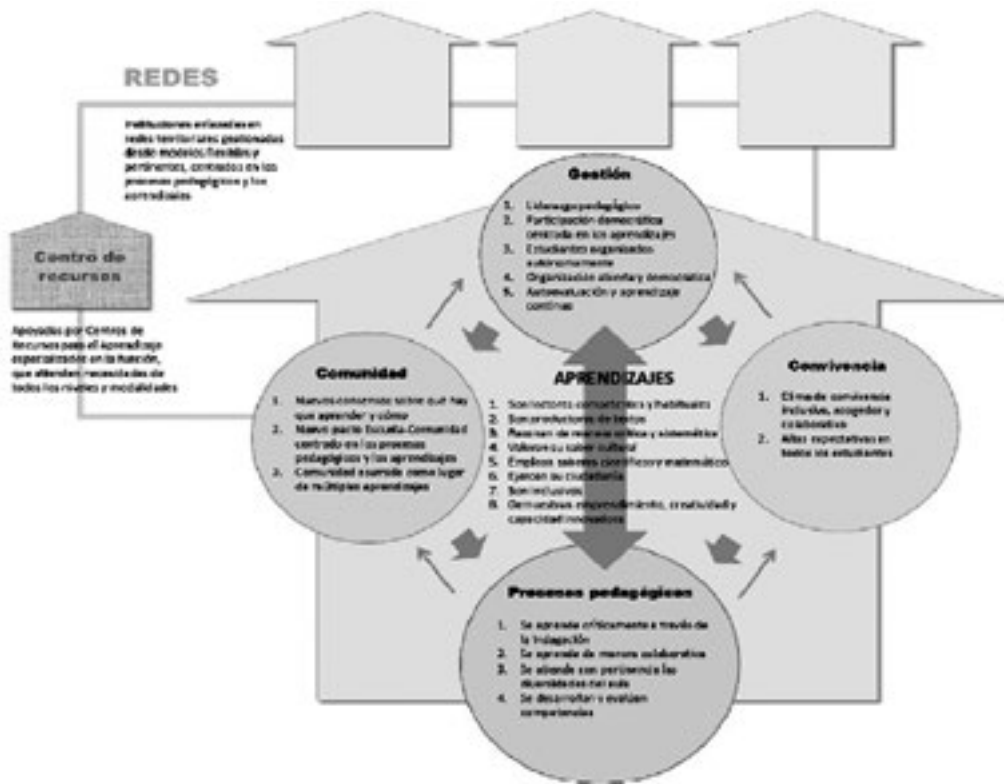 REDES
Instituciones enlazadas en
redes territoriales gestionadas
desde modelos flexibles y
pertinentes, centrados en los
procesos pedagógicos y los
aprendizajes
Centro de
recursos
Apoyadas por Centros de
Recursos para el Aprendizaje
especializados en la función,
que atienden necesidades de
todos los niveles y modalidades
Gestión
1. Liderazgo pedagógico
2. Participación democrática
centrada en los aprendizajes
3. Estudiantes organizados
autónomamente
4. Organización abierta y democrática
5. Autoevaluación y aprendizaje
continuo
Comunidad
1. Nuevos consensos sobre qué hay
que aprender y cómo
2. Nuevo pacto Escuela-Comunidad
centrado en los procesos
pedagógicos y los aprendizajes
3. Comunidad asumida como lugar
de múltiples aprendizajes
APRENDIZAJES
1. Son lectores competentes y habituales
2. Son productores de textos
3. Razonan de manera crítica y sistemática
4. Valoran su saber cultural
5. Emplean saberes científicos y matemáticos
6. Ejercen su ciudadanía
7. Son inclusivos
8. Demuestran emprendimiento, creatividad y
capacidad innovadora
Convivencia
1. Clima de convivencia
inclusivo, acogedor y
colaborativo
2. Altas expectativas en
todos los estudiantes
Procesos pedagógicos
1. Se aprende críticamente a través de
la indagación
2. Se aprende de manera colaborativa
3. Se atiende con pertinencia las
diversidades del aula
4. Se desarrollan y evalúan
competencias